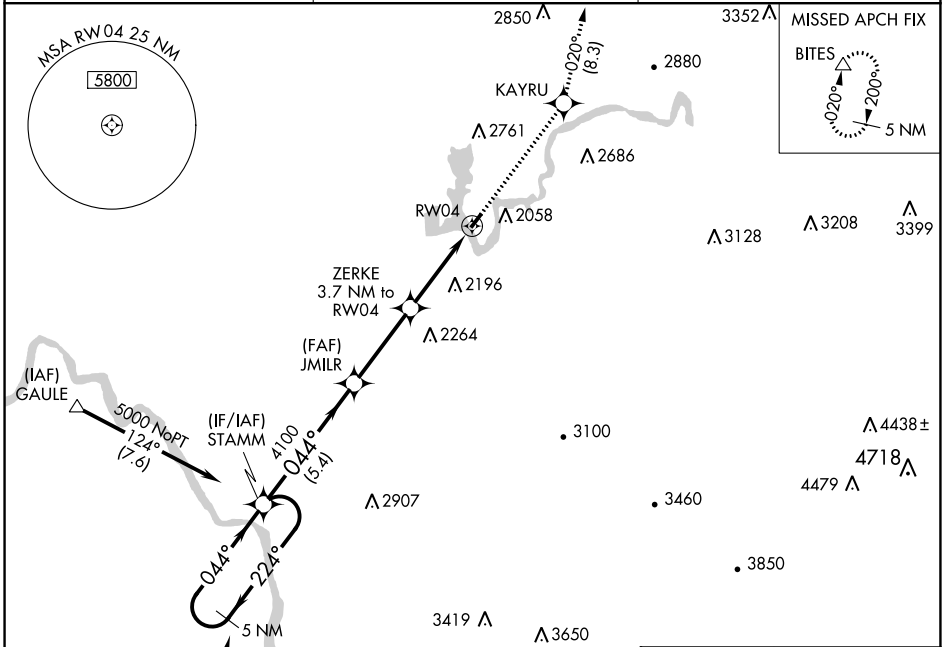 MSA RW04 25 NM
5800
2850
3352
MISSED APCH FIX
BITES
020°
200°
5 NM
020°
(8.3)
2880
KAYRU
2761
2686
RW04
2058
3128
3208
3399
ZERKE
3.7 NM to
RW04
2196
2264
(FAF)
JMILR
(IAF)
GAULE
5000 NoPT
124°
(7.6)
(IF/IAF)
STAMM
4100
044°
(5.4)
3100
4438±
4718
4479
2907
3460
3850
044°
224°
5 NM
3419
3650